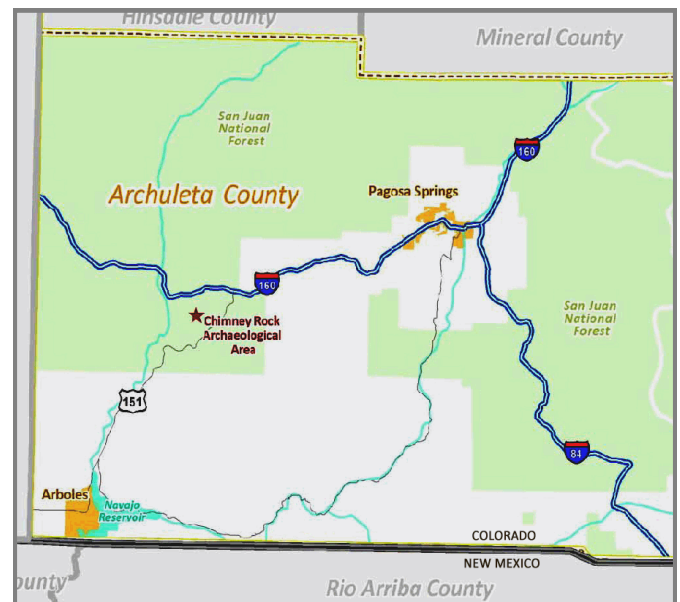 Hinsdale County
Mineral County
San Juan
National
Forest
160
Archuleta County
Pagosa Springs
160
Chimney Rock
Archaeological
Area
San Juan
National
Forest
151
84
Arboles
Navajo
Reservoir
COLORADO
NEW MEXICO
ounty
Rio Arriba County